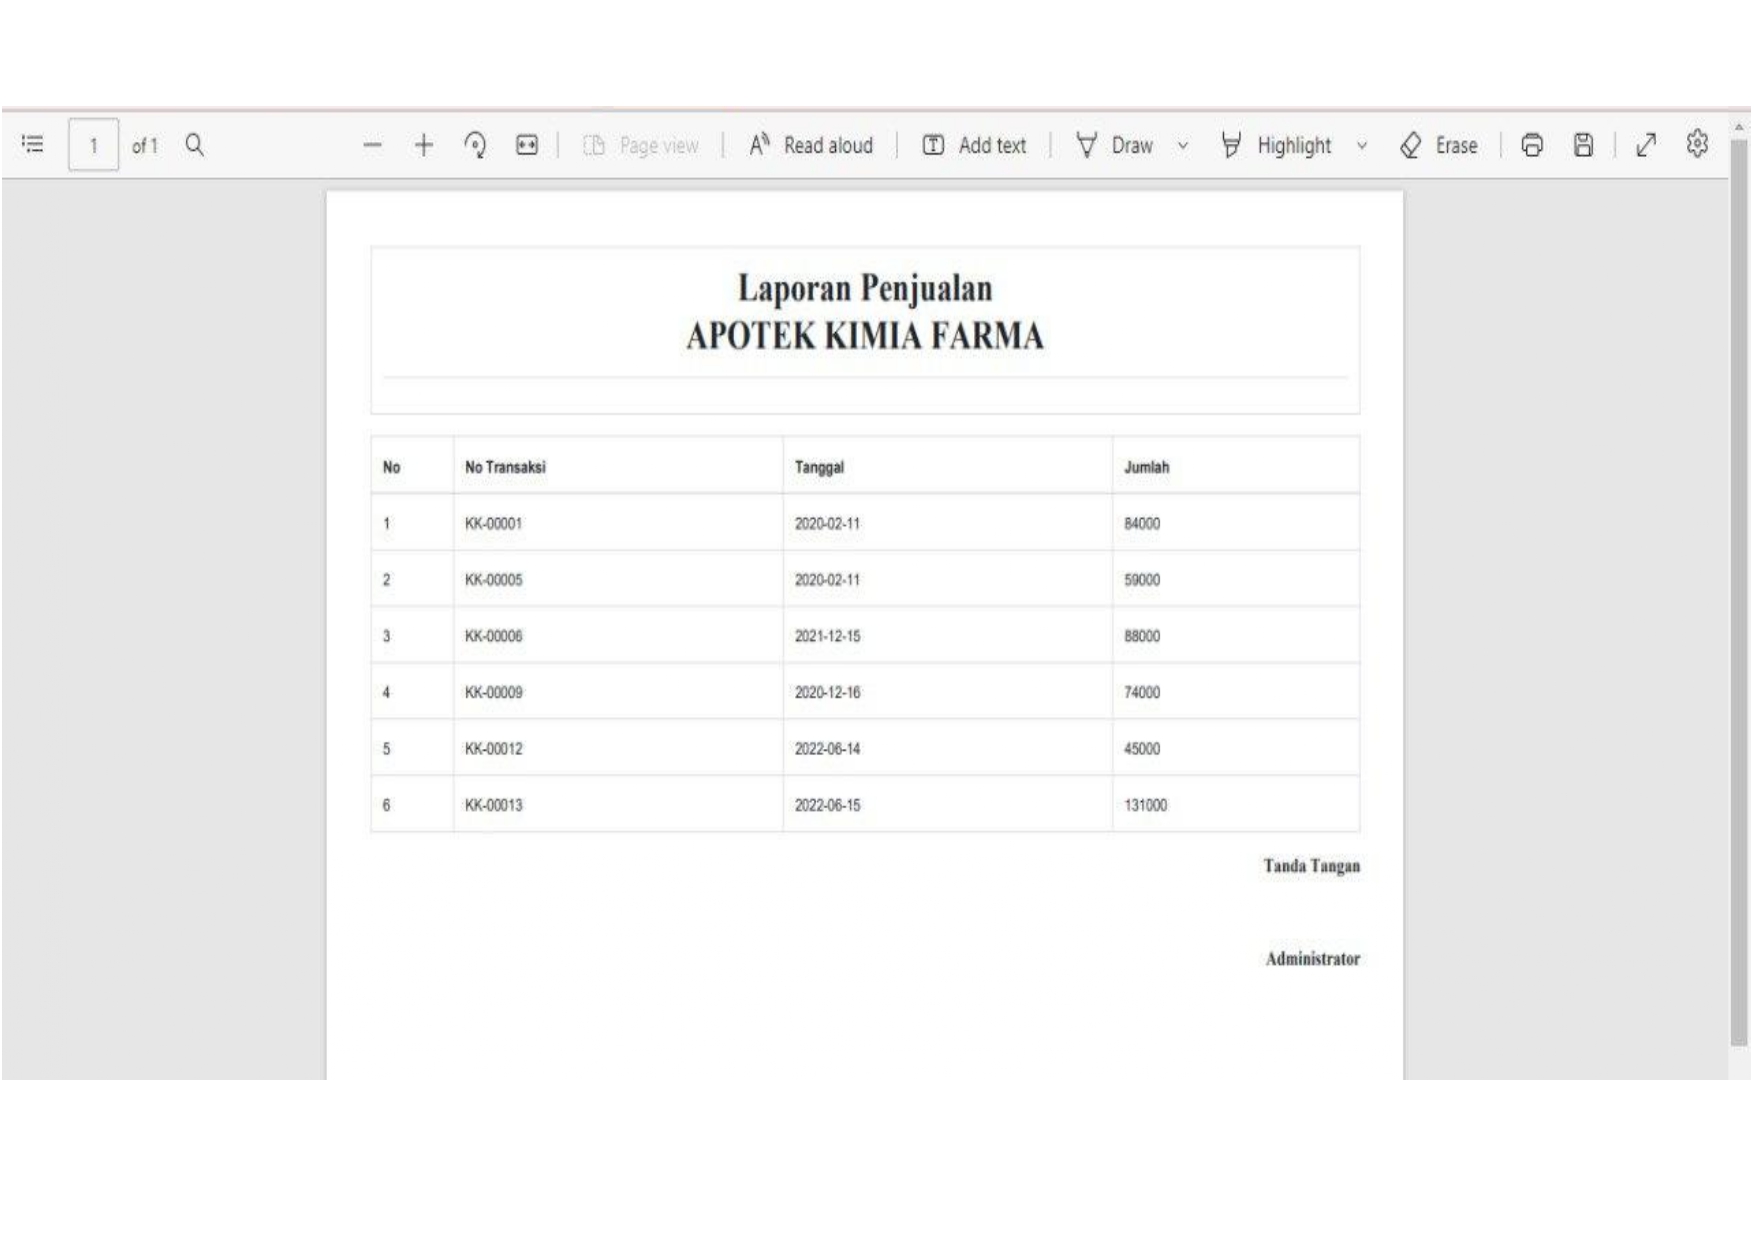 1 of 1 Page view Read aloud Add text Draw Highlight Erase
Laporan Penjualan
APOTEK KIMIA FARMA
No No Transaksi Tanggal Jumlah
1 KK-00001 2020-02-11 84000
2 KK-00005 2020-02-11 59000
3 KK-00006 2021-12-15 88000
4 KK-00009 2020-12-16 74000
5 KK-00012 2022-06-14 45000
6 KK-00013 2022-06-15 131000
Tanda Tangan
Administrator